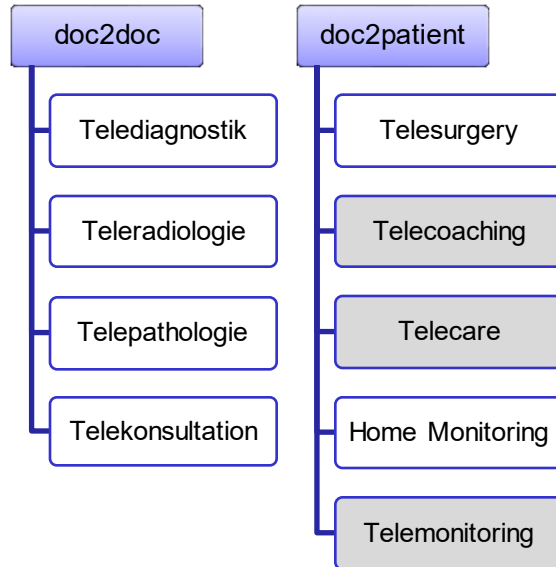 doc2doc
Telediagnostik
Teleradiologie
Telepathologie
Telekonsultation
doc2patient
Telesurgery
Telecoaching
Telecare
Home Monitoring
Telemonitoring